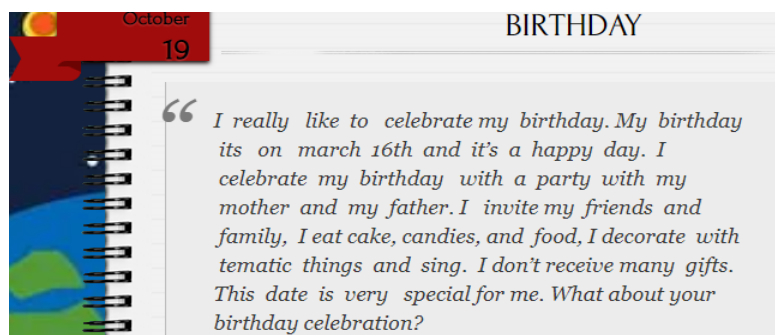 October
19
BIRTHDAY
“
I really like to celebrate my birthday. My birthday
its on march 16th and it's a happy day. I
celebrate my birthday with a party with my
mother and my father. I invite my friends and
family, I eat cake, candies, and food, I decorate with
tematic things and sing. I don't receive many gifts.
This date is very special for me. What about your
birthday celebration?